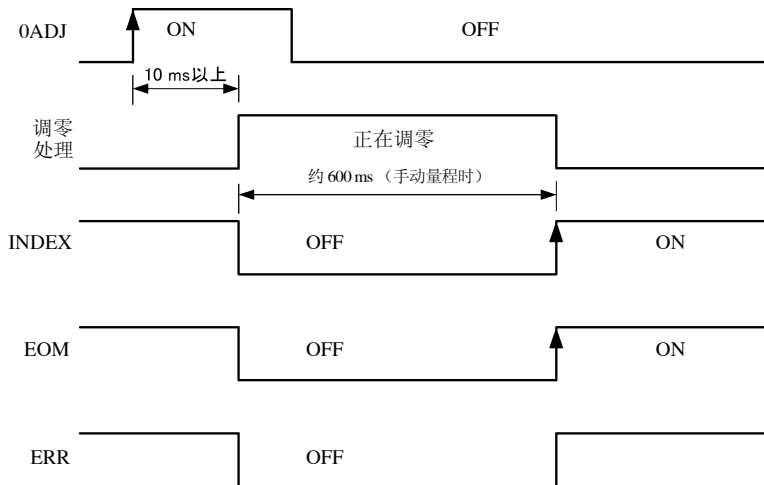 0ADJ ON OFF
10 ms以上
调零
处理
正在调零
约 600 ms （手动量程时）
INDEX OFF ON
EOM OFF ON
ERR OFF